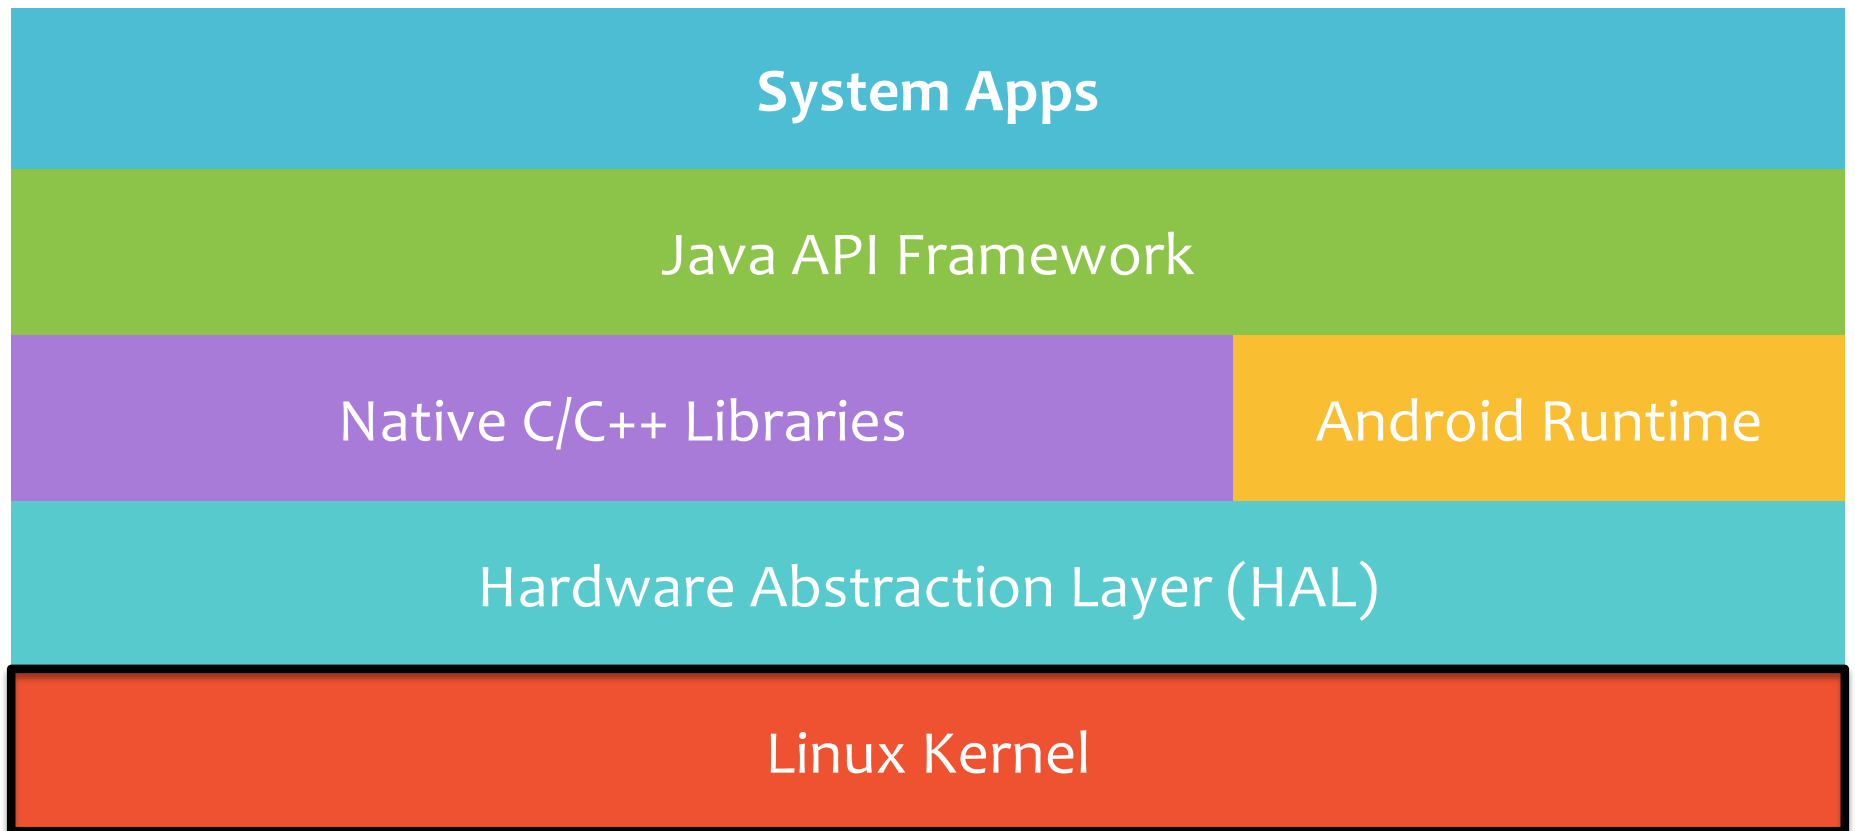 System Apps
Java API Framework
Native C/C++ Libraries
Android Runtime
Hardware Abstraction Layer (HAL)
Linux Kernel